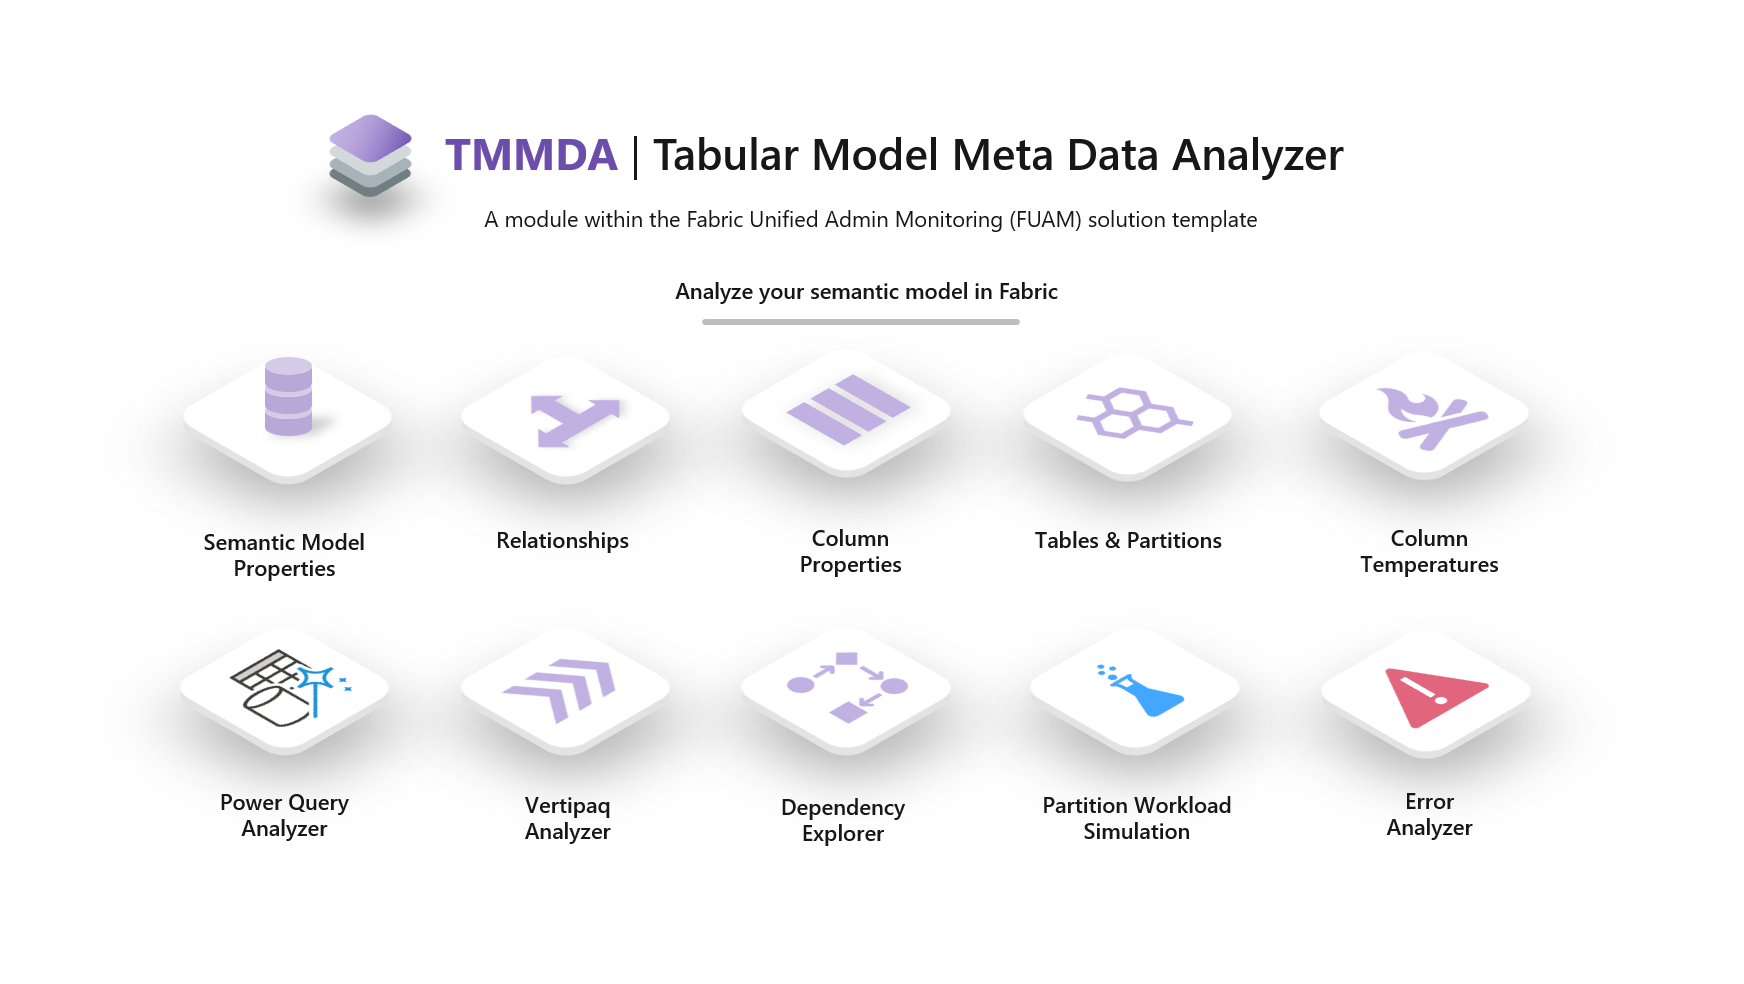 TMMDA | Tabular Model Meta Data Analyzer
A module within the Fabric Unified Admin Monitoring (FUAM) solution template
Analyze your semantic model in Fabric
Semantic Model
Properties
Relationships
Column
Properties
Tables & Partitions
Column
Temperatures
Power Query
Analyzer
Vertipaq
Analyzer
Dependency
Explorer
Partition Workload
Simulation
Error
Analyzer